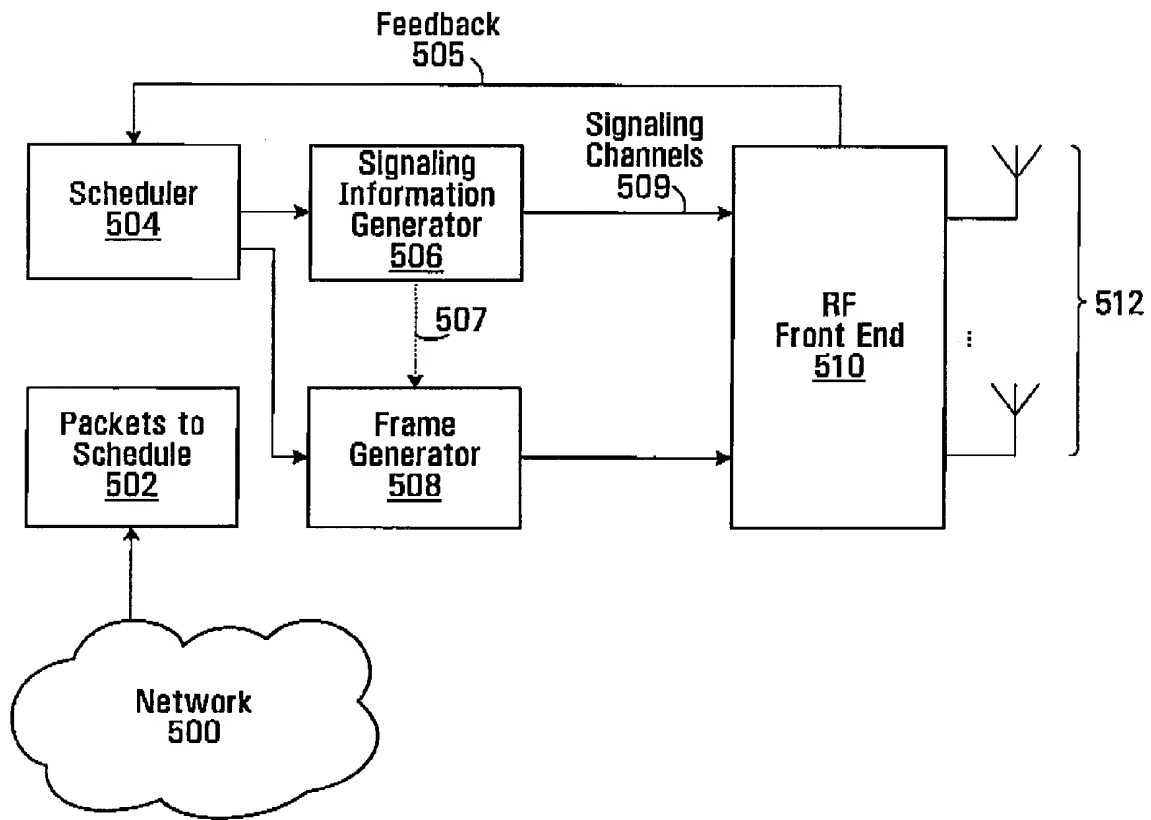 Feedback
505
Scheduler
504
Signaling
Information
Generator
506
Signaling
Channels
509
RF
Front End
510
512
507
Packets to
Schedule
502
Frame
Generator
508
Network
500